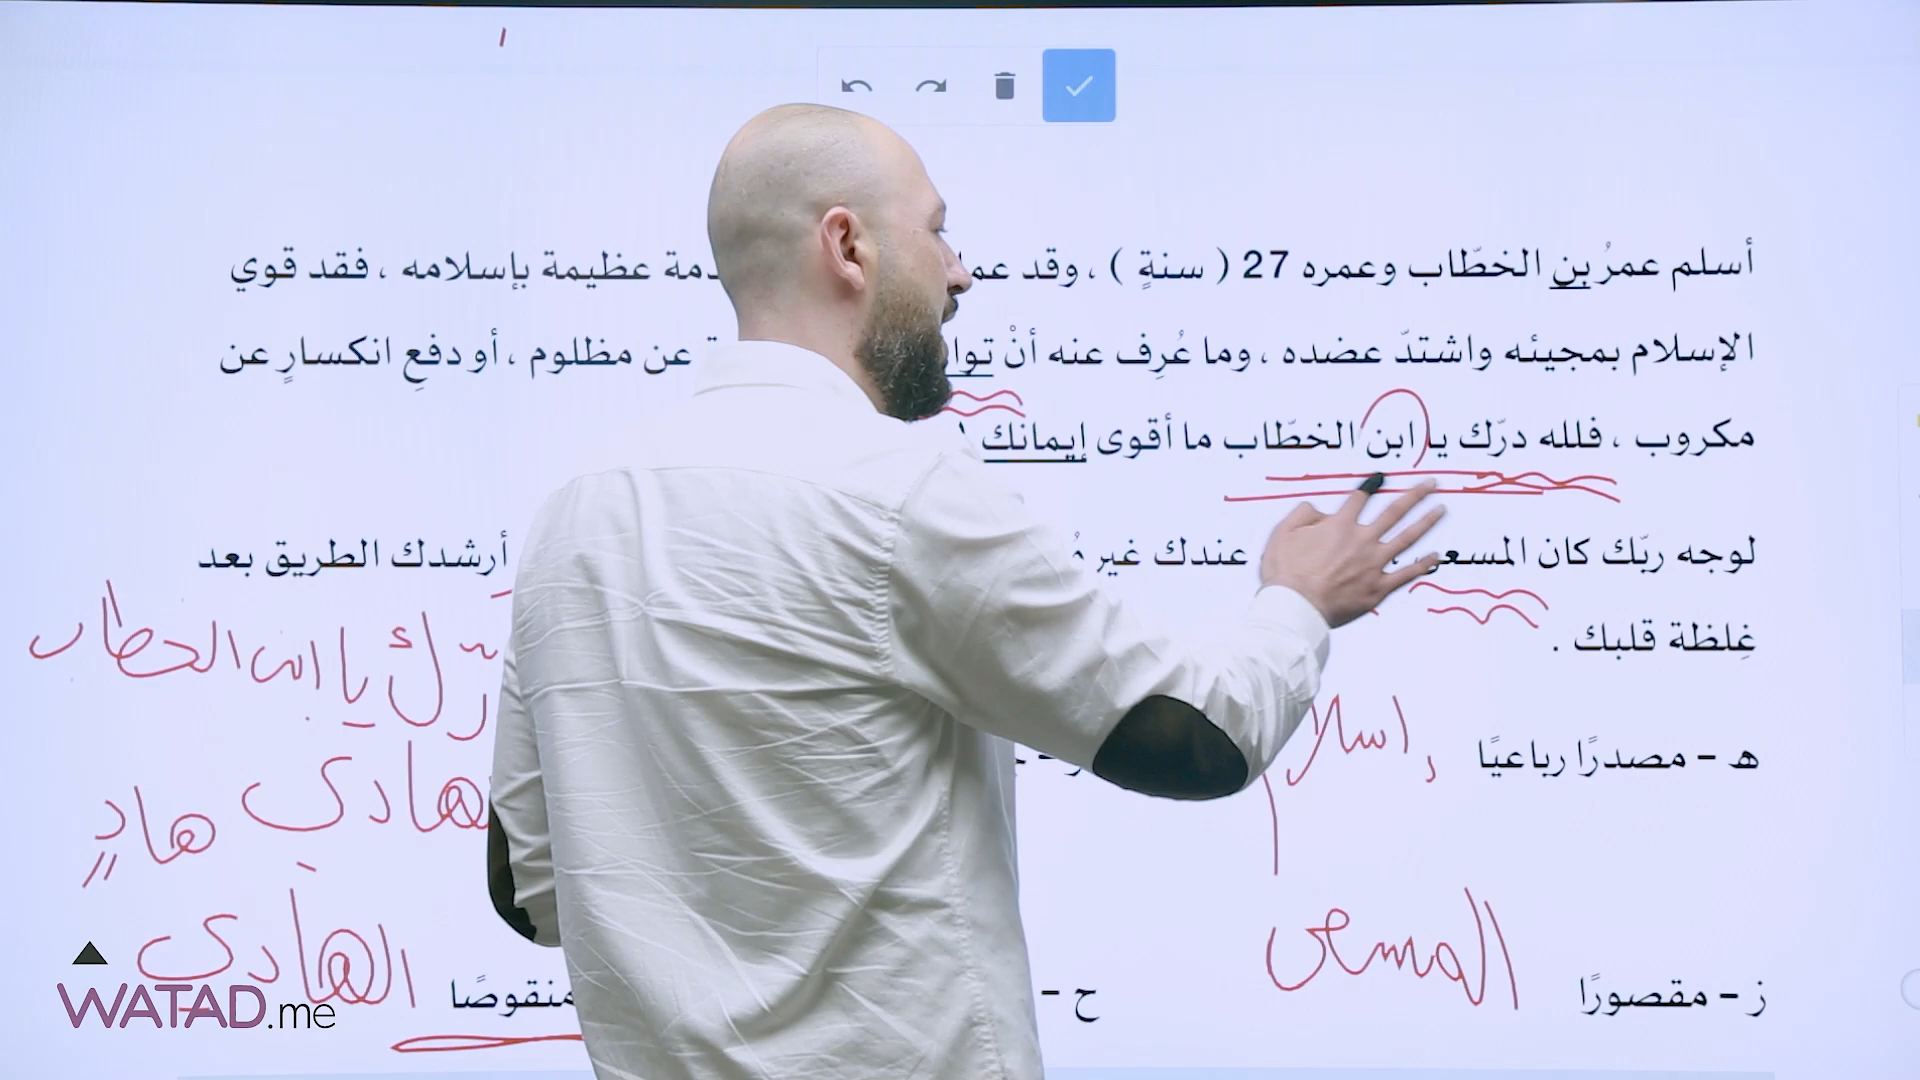 أسلم عمرُ بن الخطّاب وعمره 27 ( سنةٍ ) ، وقد عظيمة بإسلامه ، فقد قوي
الإسلام بمجيئه واشتدّ عضده ، وما عُرِف عنه أنْ عن مظلوم ، أو دفعِ انكسارٍ عن
مكروب ، فلله درّك يا ابن الخطّاب ما أقوى إيمانك
لوجه ربّك كان المسعى عندك غير أرشدك الطريق بعد
غِلظة قلبك .
رّك يا ابن الخطاب
ه – مصدرًا رباعيًا إسلام
الهادي هادٍ
ز – مقصورًا المسعى
ح – منقوصًا الهادي
WATAD.me